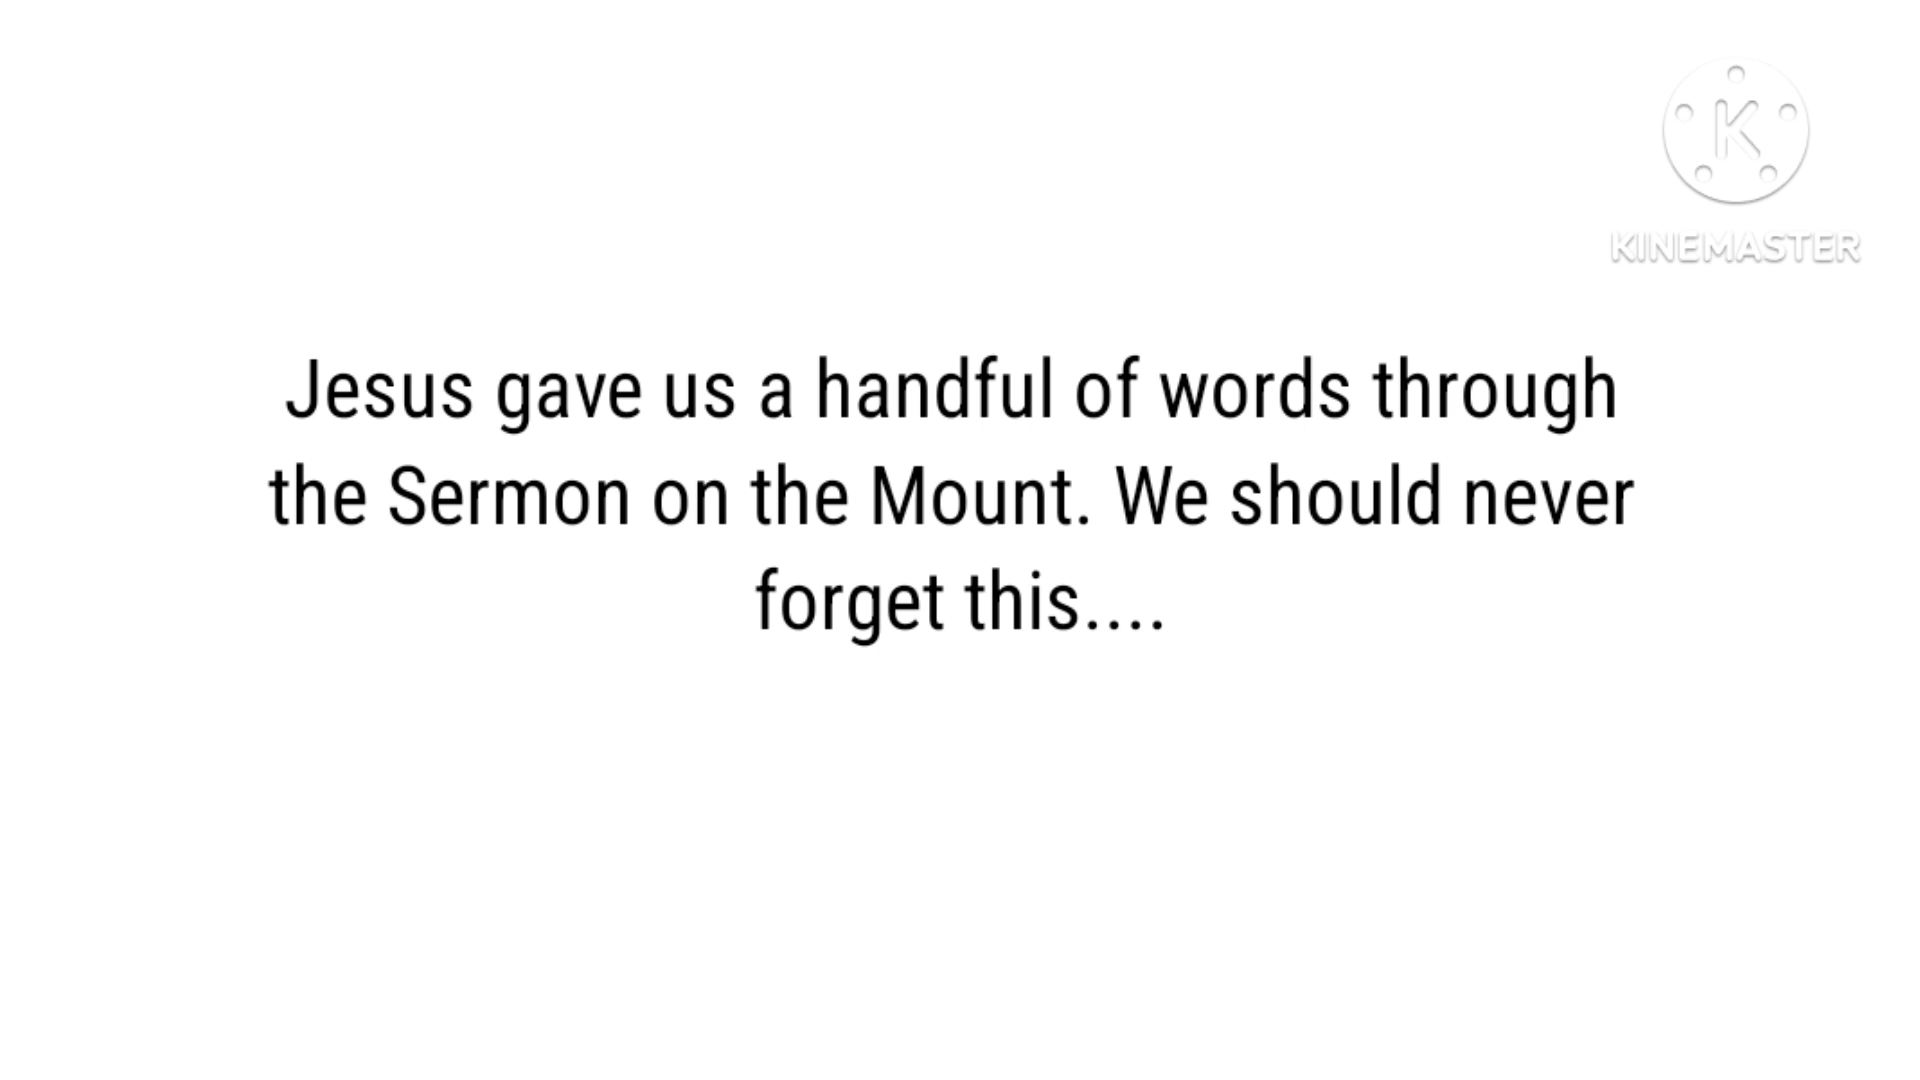 K
KINEMASTER
Jesus gave us a handful of words through
the Sermon on the Mount. We should never
forget this....